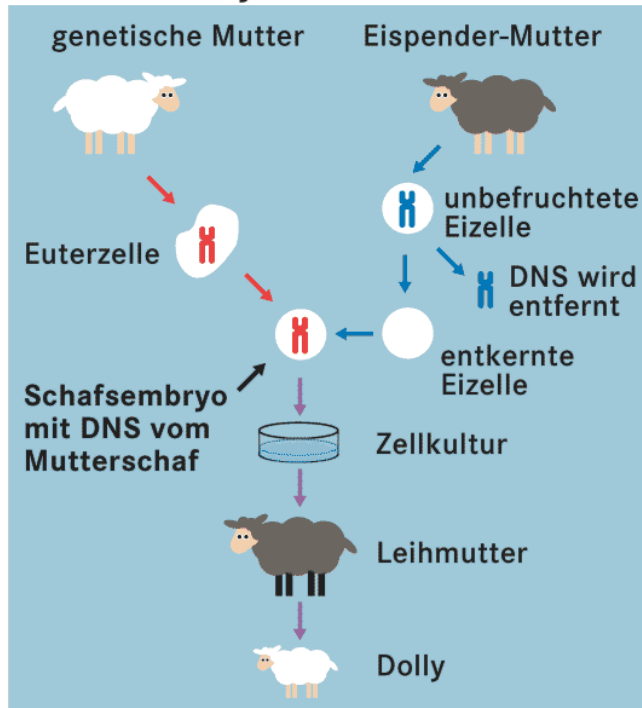 genetische Mutter
Eispender-Mutter
unbefruchtete
Eizelle
Euterzelle
DNS wird
entfernt
entkernte
Eizelle
Schafsembryo
mit DNS vom
Mutterschaf
Zellkultur
Leihmutter
Dolly